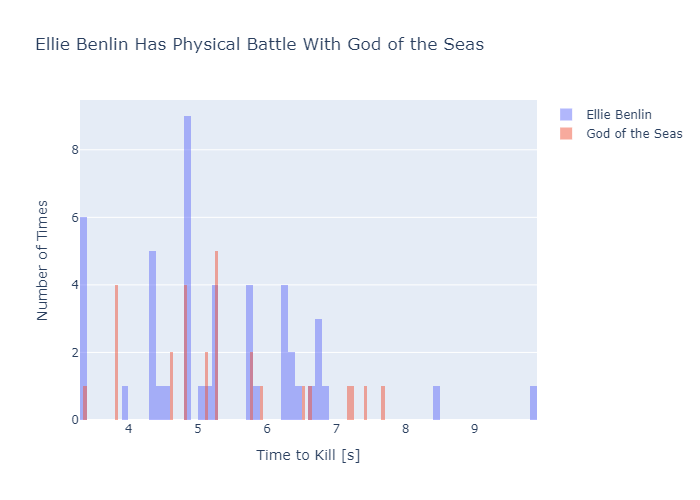 Ellie Benlin Has Physical Battle With God of the Seas
Ellie Benlin
God of the Seas
Number of Times
8
6
4
2
0
4 5 6 7 8 9
Time to Kill [s]